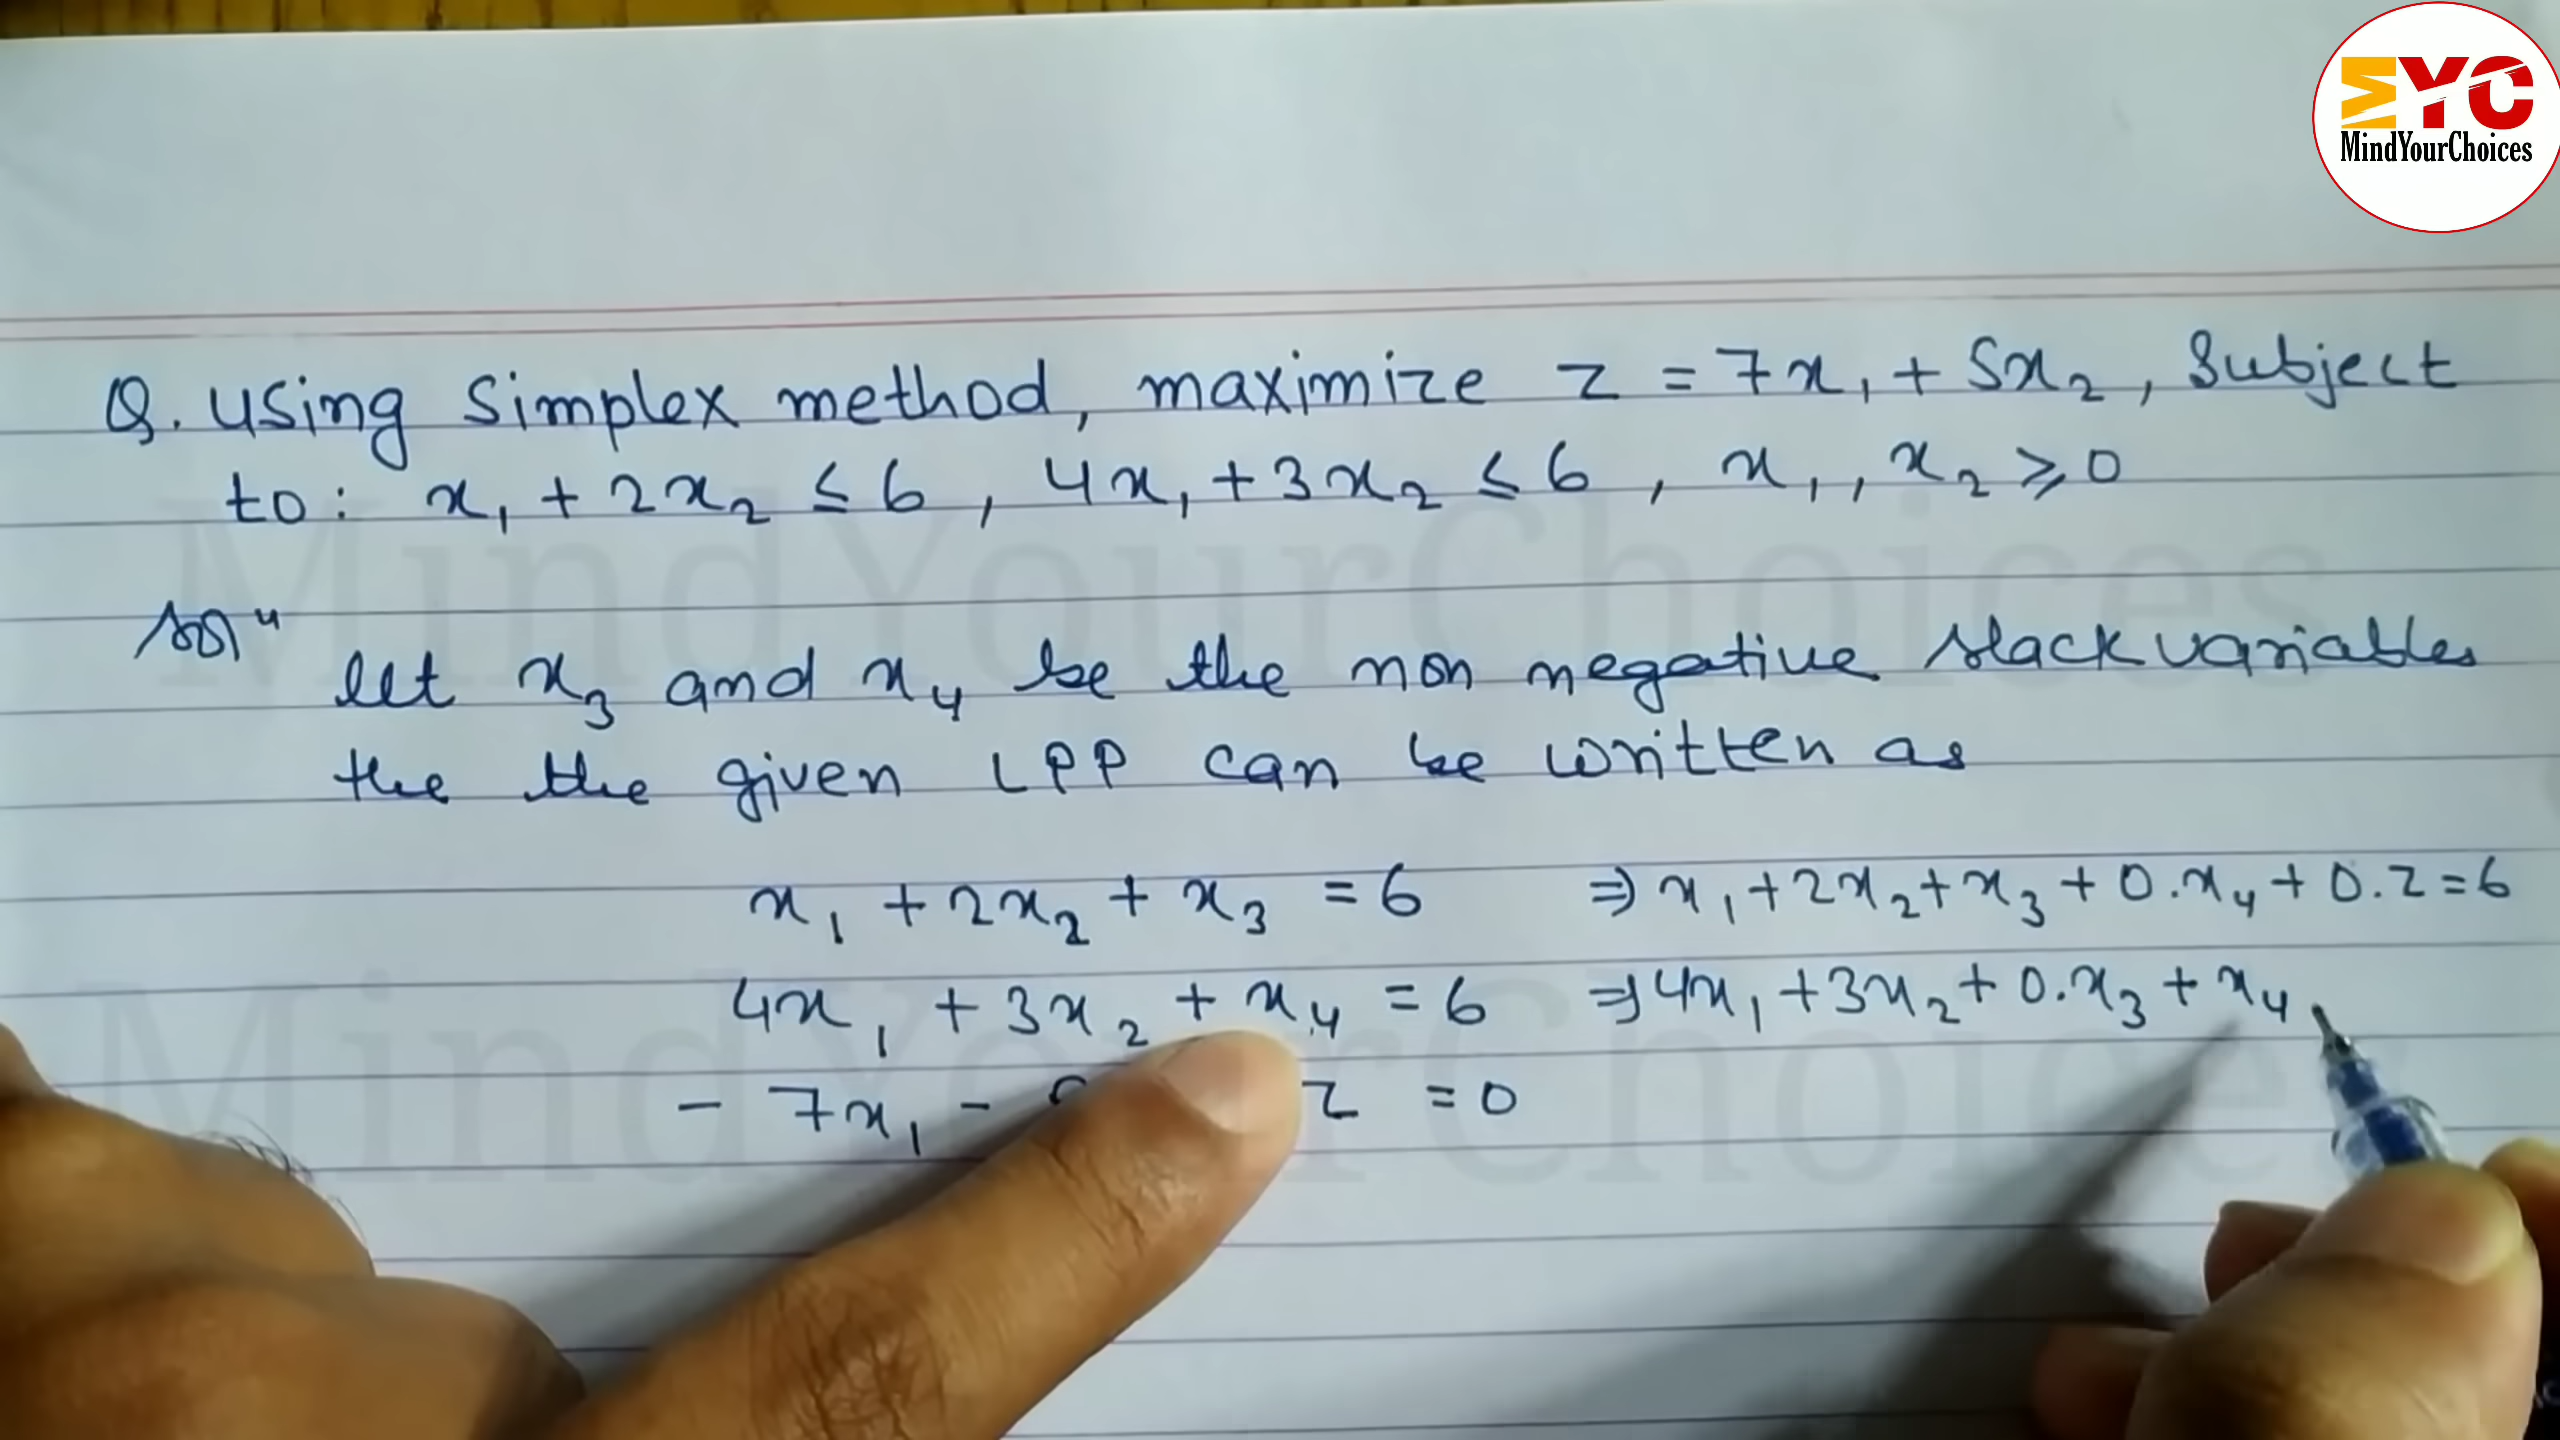 MYC
MindYourChoices
Q. Using Simplex method, maximize z = 7x₁ + 5x₂, Subject
to: x₁ + 2x₂ ≤ 6, 4x₁ + 3x₂ ≤ 6, x₁, x₂ ≥ 0
MindYourChoices
Solⁿ
let x₃ and x₄ be the non negative slack variables
the the given LPP can be written as
x₁ + 2x₂ + x₃ = 6 ⇒ x₁ + 2x₂ + x₃ + 0.x₄ + 0.z = 6
4x₁ + 3x₂ + x₄ = 6 ⇒ 4x₁ + 3x₂ + 0.x₃ + x₄
- 7x₁ - z = 0
MindYourChoices